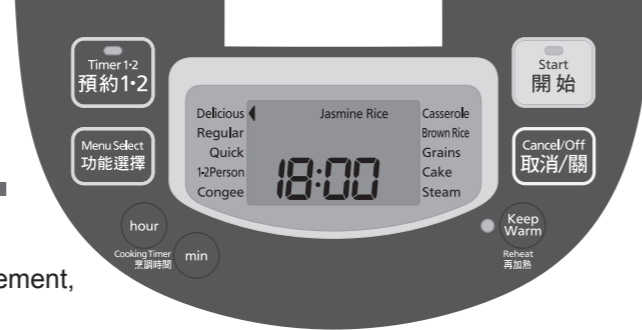 Timer 1·2
預約1·2
Menu Select
功能選擇
hour
min
Cooking Timer
烹調時間
Delicious
Regular
Quick
1·2Person
Congee
Jasmine Rice
18:00
Casserole
Brown Rice
Grains
Cake
Steam
Start
開始
Cancel/Off
取消/關
Keep
Warm
Reheat
再加熱
ement,